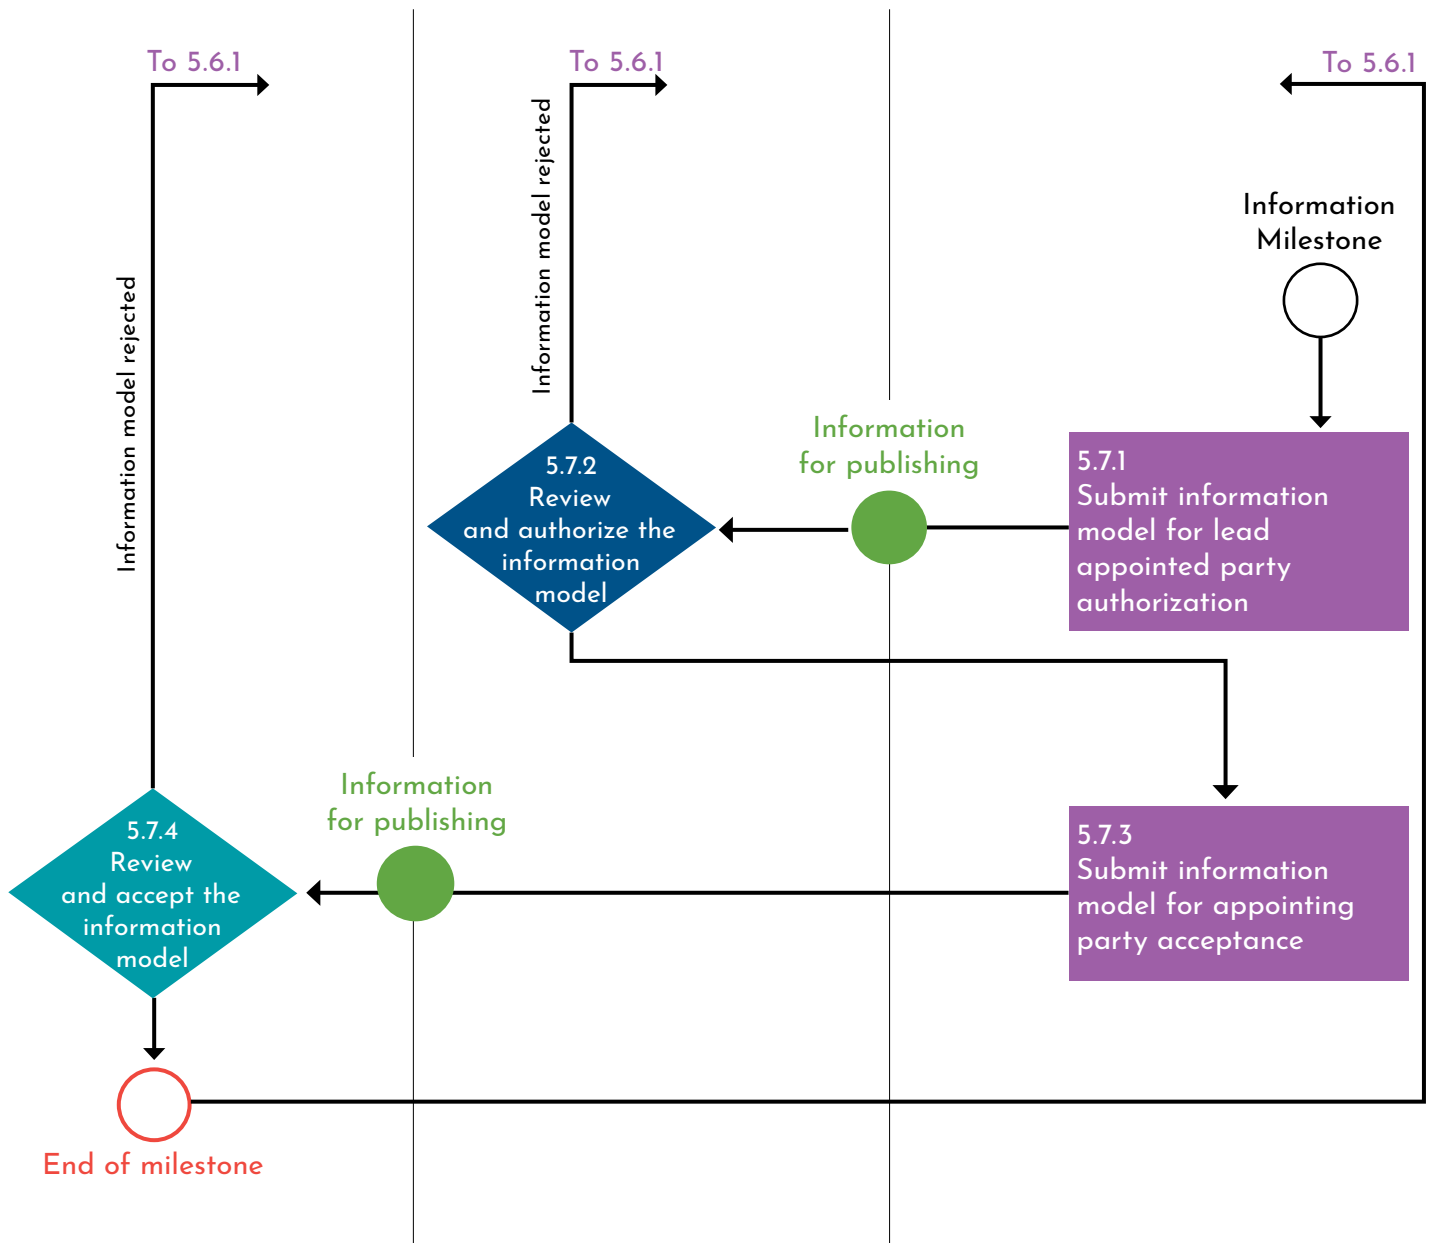 To 5.6.1
To 5.6.1
To 5.6.1
Information model rejected
Information model rejected
Information
Milestone
Information
for publishing
5.7.1
Submit information
model for lead
appointed party
authorization
5.7.2
Review
and authorize the
information
model
Information
for publishing
5.7.3
Submit information
model for appointing
party acceptance
5.7.4
Review
and accept the
information
model
End of milestone